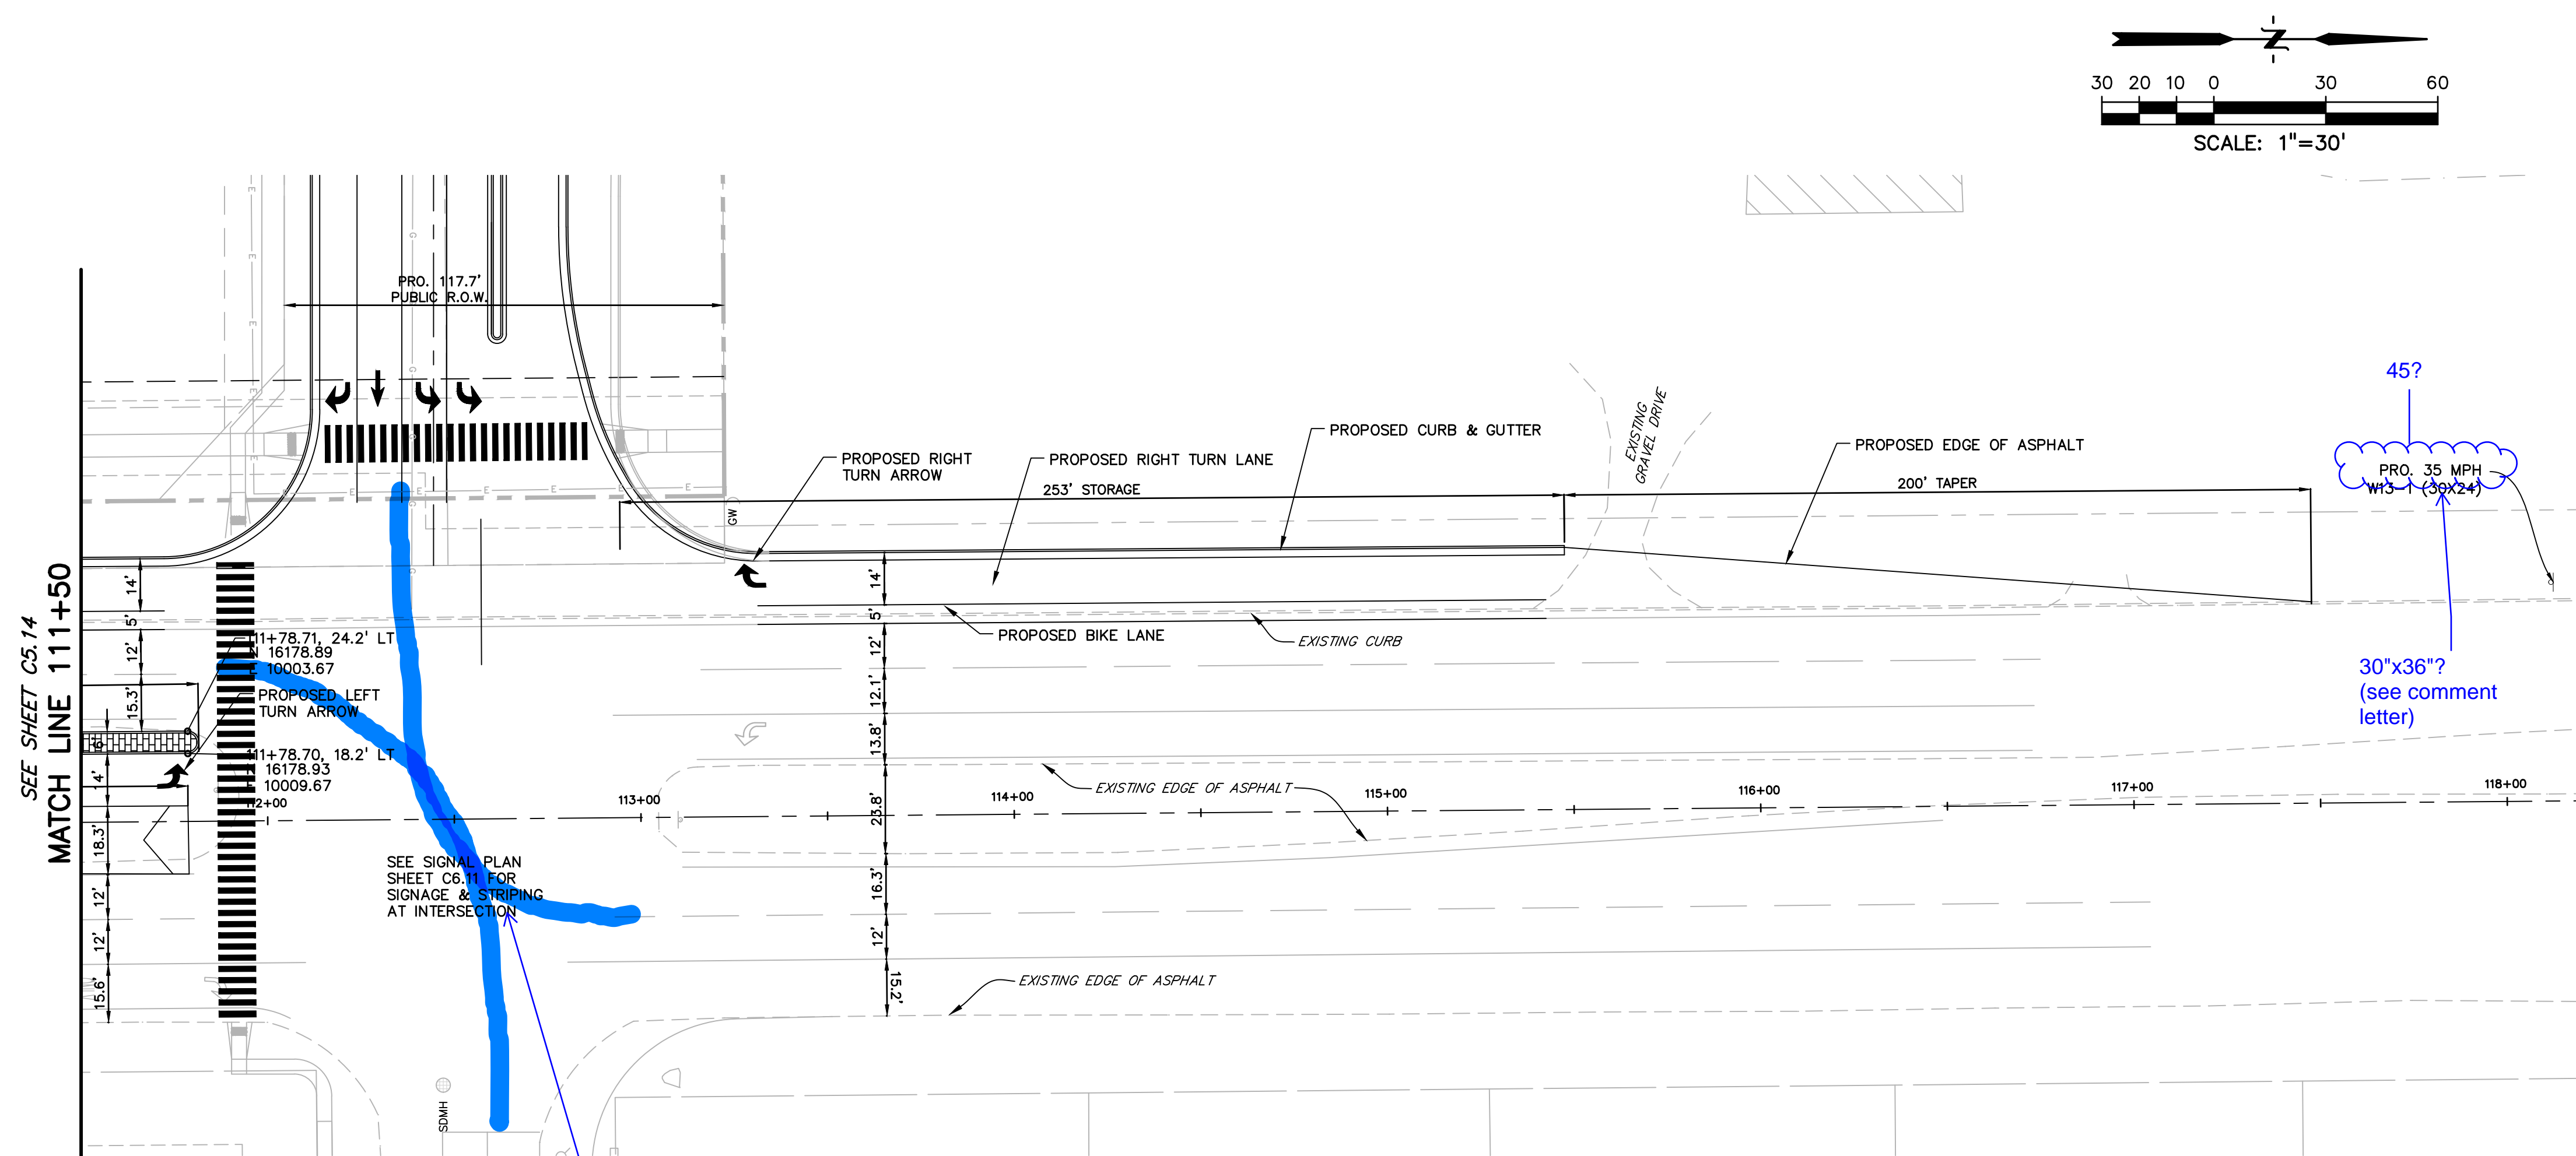 N
30 20 10 0 30 60
SCALE: 1"=30'
PRO. 117.7'
PUBLIC R.O.W.
45?
PRO. 35 MPH
W13-1 (30X24)
30"x36"?
(see comment
letter)
EXISTING
GRAVEL DRIVE
PROPOSED CURB & GUTTER
PROPOSED EDGE OF ASPHALT
PROPOSED RIGHT
TURN ARROW
PROPOSED RIGHT TURN LANE
253' STORAGE
200' TAPER
GW
PROPOSED BIKE LANE
EXISTING CURB
SEE SHEET C5.14
MATCH LINE 111+50
14'
5'
12'
15.3'
6'
14'
18.3'
12'
12'
15.6'
111+78.71, 24.2' LT
N 16178.89
E 10003.67
PROPOSED LEFT
TURN ARROW
111+78.70, 18.2' LT
N 16178.93
E 10009.67
112+00
113+00
114+00
115+00
116+00
117+00
118+00
14'
5'
12'
12.1'
13.8'
23.8'
16.3'
12'
15.2'
EXISTING EDGE OF ASPHALT
SEE SIGNAL PLAN
SHEET C6.11 FOR
SIGNAGE & STRIPING
AT INTERSECTION
EXISTING EDGE OF ASPHALT
SDMH
E
E
E
E
E
E
E
E
E
G
G
G
G
G